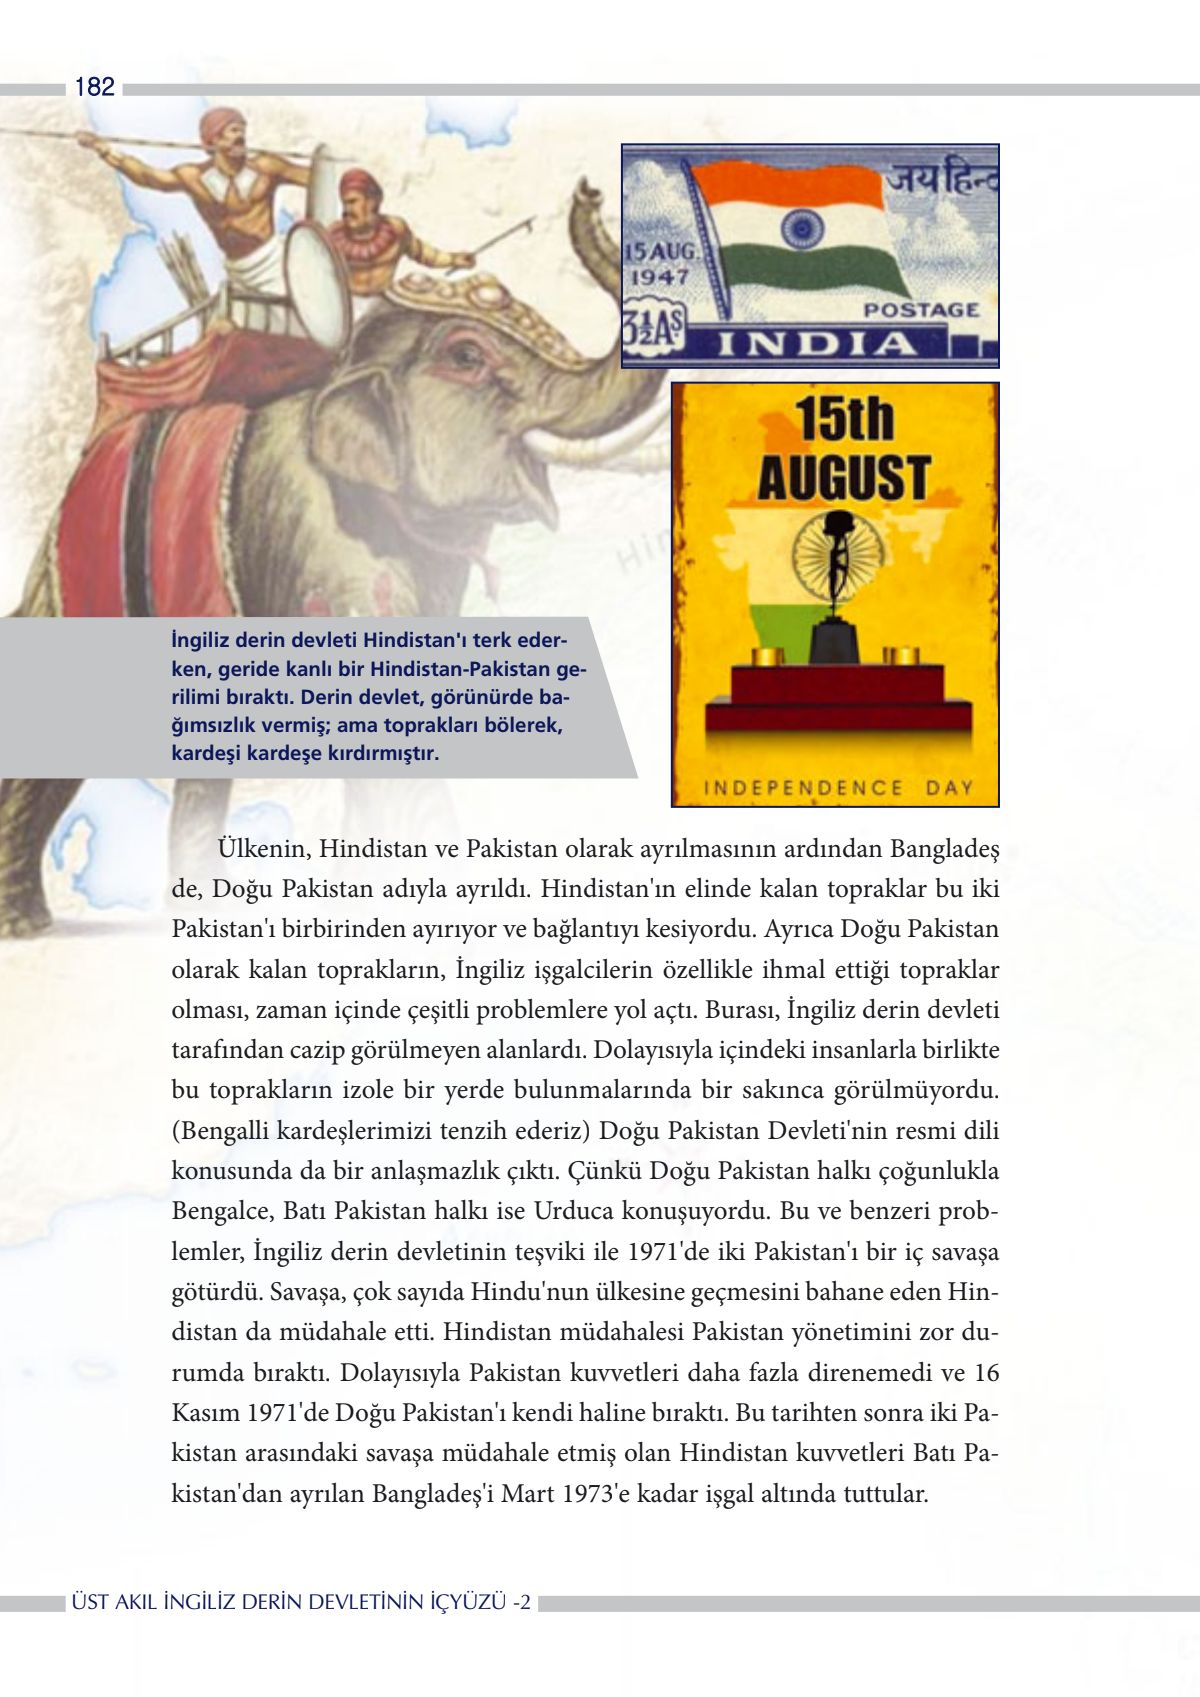 182
जय हिन्द
15 AUG.
1947
POSTAGE
3½AS
INDIA
15th
AUGUST
INDEPENDENCE DAY
İngiliz derin devleti Hindistan'ı terk eder-
ken, geride kanlı bir Hindistan-Pakistan ge-
rilimi bıraktı. Derin devlet, görünürde ba-
ğımsızlık vermiş; ama toprakları bölerek,
kardeşi kardeşe kırdırmıştır.
Ülkenin, Hindistan ve Pakistan olarak ayrılmasının ardından Bangladeş
de, Doğu Pakistan adıyla ayrıldı. Hindistan'ın elinde kalan topraklar bu iki
Pakistan'ı birbirinden ayırıyor ve bağlantıyı kesiyordu. Ayrıca Doğu Pakistan
olarak kalan toprakların, İngiliz işgalcilerin özellikle ihmal ettiği topraklar
olması, zaman içinde çeşitli problemlere yol açtı. Burası, İngiliz derin devleti
tarafından cazip görülmeyen alanlardı. Dolayısıyla içindeki insanlarla birlikte
bu toprakların izole bir yerde bulunmalarında bir sakınca görülmüyordu.
(Bengalli kardeşlerimizi tenzih ederiz) Doğu Pakistan Devleti'nin resmi dili
konusunda da bir anlaşmazlık çıktı. Çünkü Doğu Pakistan halkı çoğunlukla
Bengalce, Batı Pakistan halkı ise Urduca konuşuyordu. Bu ve benzeri prob-
lemler, İngiliz derin devletinin teşviki ile 1971'de iki Pakistan'ı bir iç savaşa
götürdü. Savaşa, çok sayıda Hindu'nun ülkesine geçmesini bahane eden Hin-
distan da müdahale etti. Hindistan müdahalesi Pakistan yönetimini zor du-
rumda bıraktı. Dolayısıyla Pakistan kuvvetleri daha fazla direnemedi ve 16
Kasım 1971'de Doğu Pakistan'ı kendi haline bıraktı. Bu tarihten sonra iki Pa-
kistan arasındaki savaşa müdahale etmiş olan Hindistan kuvvetleri Batı Pa-
kistan'dan ayrılan Bangladeş'i Mart 1973'e kadar işgal altında tuttular.
ÜST AKIL İNGİLİZ DERİN DEVLETİNİN İÇYÜZÜ -2